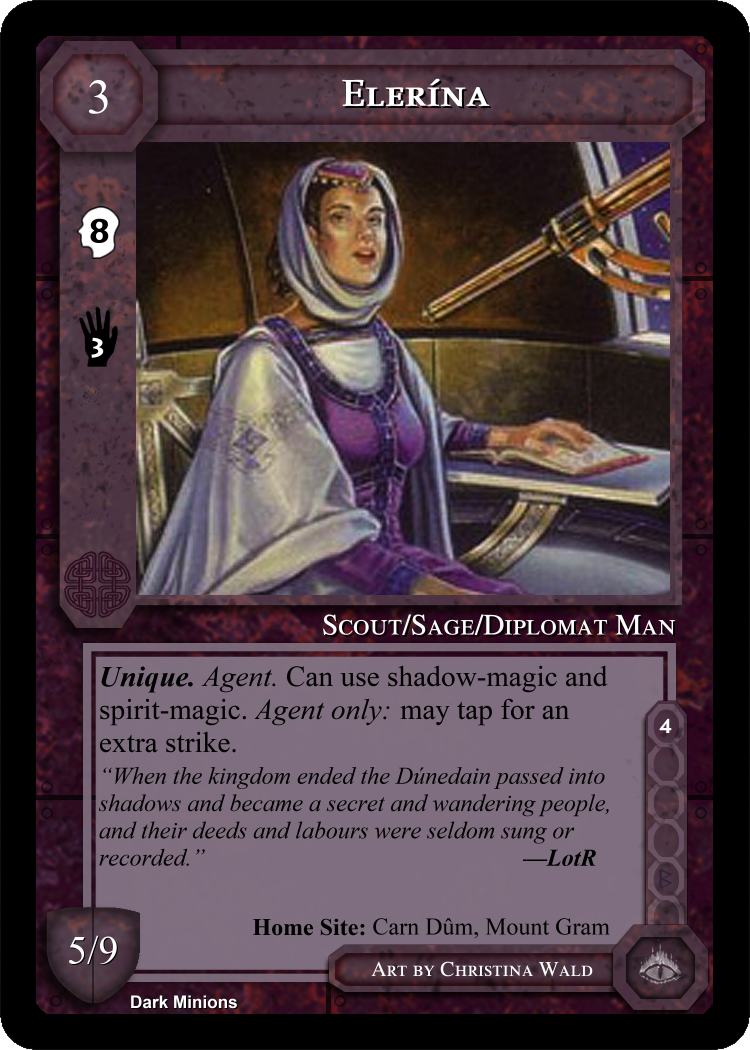 3
Elerína
8
3
Scout/Sage/Diplomat Man
Unique. Agent. Can use shadow-magic and
spirit-magic. Agent only: may tap for an
extra strike.
4
“When the kingdom ended the Dúnedain passed into
shadows and became a secret and wandering people,
and their deeds and labours were seldom sung or
recorded.” —LotR
Home Site: Carn Dûm, Mount Gram
5/9
Art by Christina Wald
Dark Minions